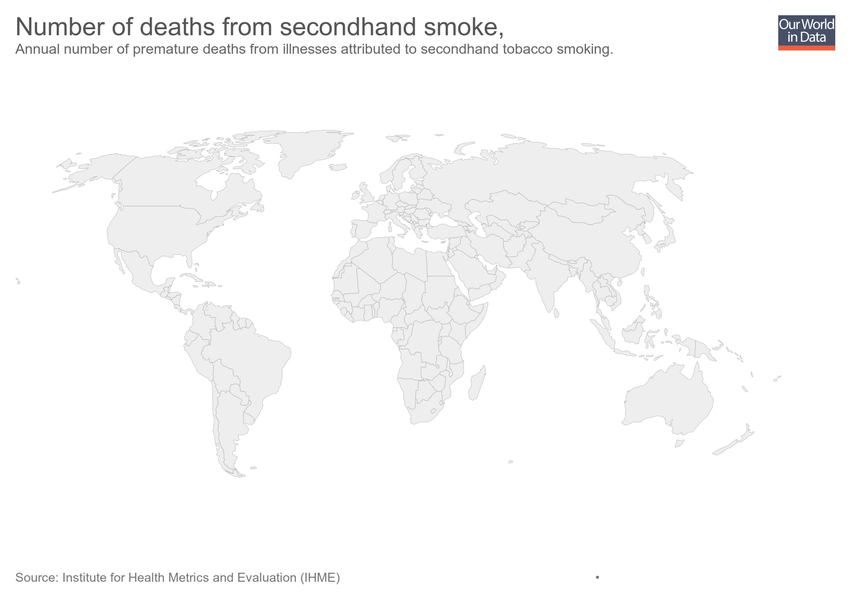 Number of deaths from secondhand smoke,
Annual number of premature deaths from illnesses attributed to secondhand tobacco smoking.
Our World
in Data
Source: Institute for Health Metrics and Evaluation (IHME)
•